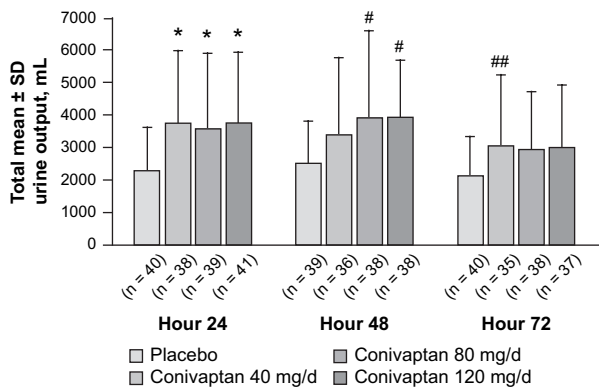 Total mean ± SD
urine output, mL
7000
6000
5000
4000
3000
2000
1000
0
* * *
# #
##
(n = 40) (n = 38) (n = 39) (n = 41) (n = 39) (n = 36) (n = 38) (n = 38) (n = 40) (n = 35) (n = 38) (n = 37)
Hour 24 Hour 48 Hour 72
Placebo Conivaptan 80 mg/d
Conivaptan 40 mg/d Conivaptan 120 mg/d